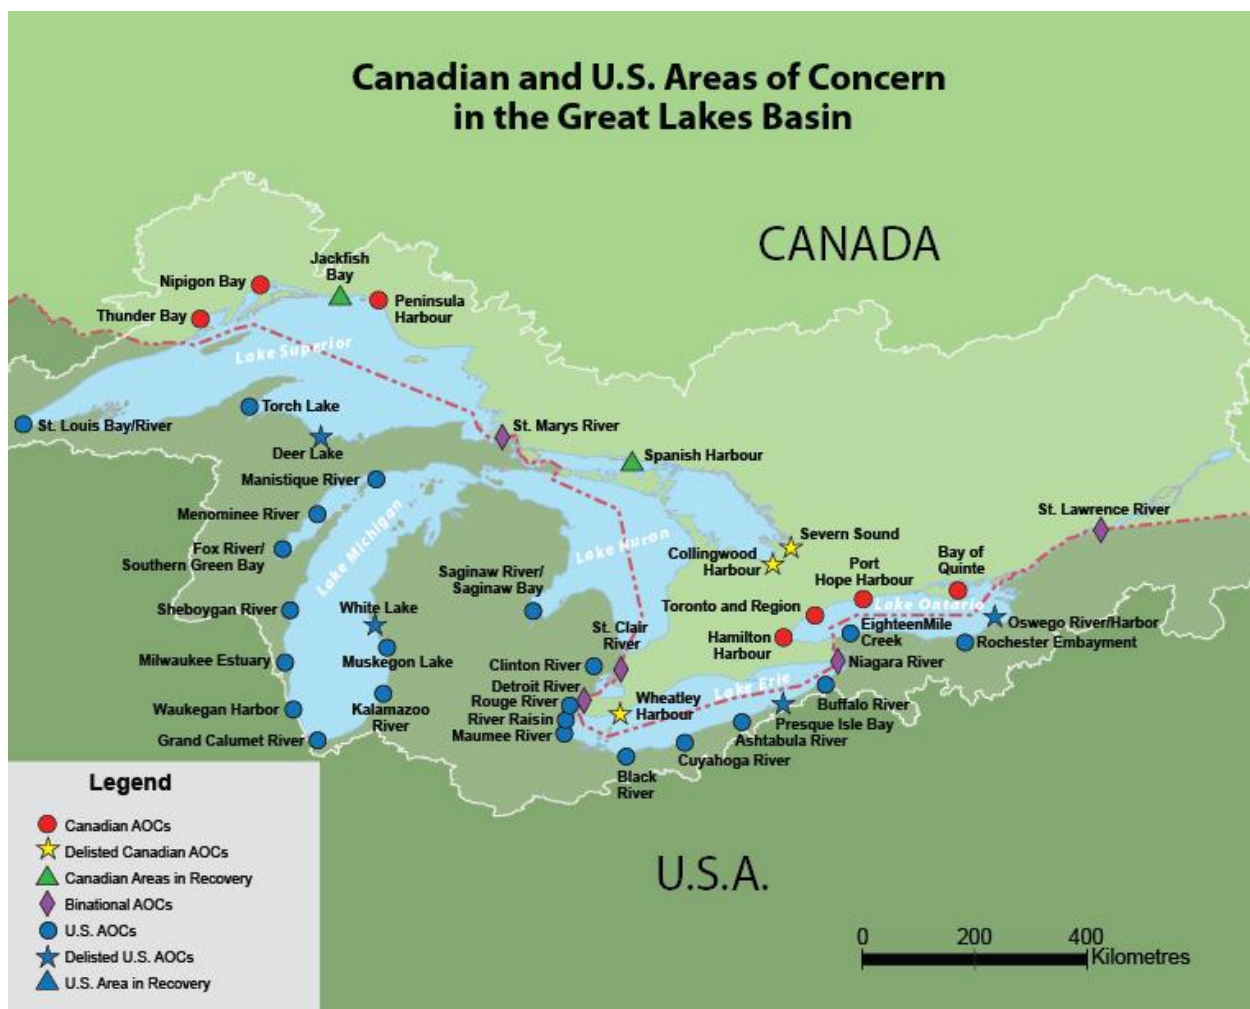 Canadian and U.S. Areas of Concern
in the Great Lakes Basin
CANADA
Jackfish
Bay
Nipigon Bay
Thunder Bay
Peninsula
Harbour
Lake Superior
Torch Lake
St. Louis Bay/River
Deer Lake
St. Marys River
Spanish Harbour
Manistique River
Menominee River
Fox River/
Southern Green Bay
Lake Michigan
Lake Huron
Saginaw River/
Saginaw Bay
Severn Sound
Collingwood
Harbour
St. Lawrence River
Bay of
Quinte
Port
Hope Harbour
Lake Ontario
Toronto and Region
Hamilton
Harbour
EighteenMile
Creek
Oswego River/Harbor
Rochester Embayment
Niagara River
Sheboygan River
White Lake
Muskegon Lake
Milwaukee Estuary
Waukegan Harbor
Kalamazoo
River
Grand Calumet River
St. Clair
River
Clinton River
Detroit River
Rouge River
River Raisin
Maumee River
Wheatley
Harbour
Lake Erie
Buffalo River
Presque Isle Bay
Ashtabula River
Cuyahoga River
Black
River
U.S.A.
Legend
Canadian AOCs
Delisted Canadian AOCs
Canadian Areas in Recovery
Binational AOCs
U.S. AOCs
Delisted U.S. AOCs
U.S. Area in Recovery
0 200 400
Kilometres